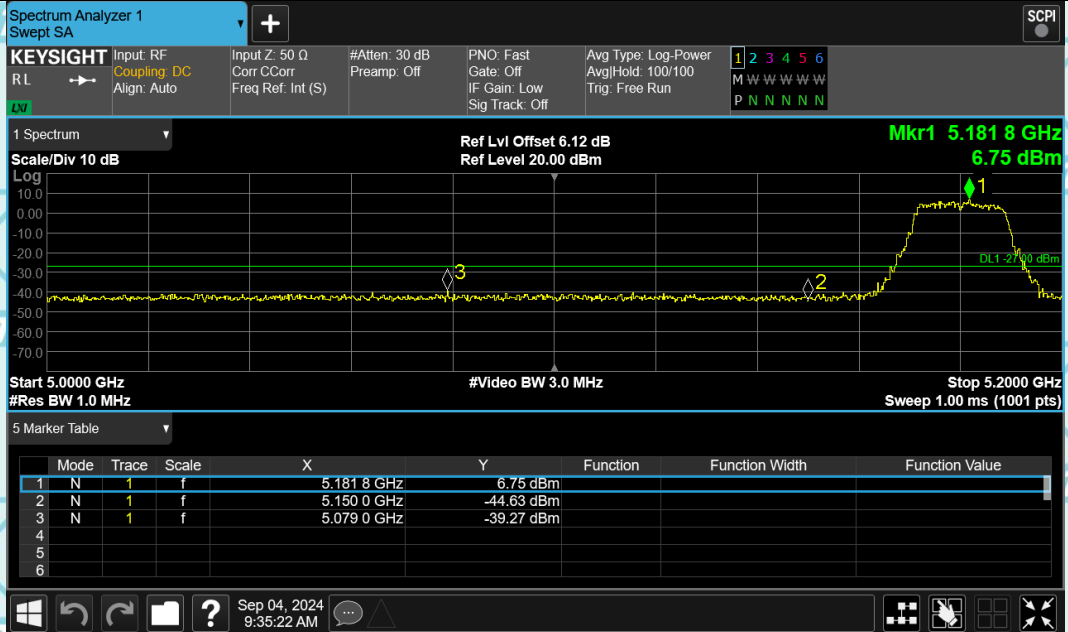 Spectrum Analyzer 1
Swept SA
+
SCPI
KEYSIGHT
RL
LXI
Input: RF
Coupling: DC
Align: Auto
Input Z: 50 Ω
Corr CCorr
Freq Ref: Int (S)
#Atten: 30 dB
Preamp: Off
PNO: Fast
Gate: Off
IF Gain: Low
Sig Track: Off
Avg Type: Log-Power
Avg|Hold: 100/100
Trig: Free Run
1 2 3 4 5 6
M W W W W W
P N N N N N
1 Spectrum
Scale/Div 10 dB
Ref Lvl Offset 6.12 dB
Ref Level 20.00 dBm
Mkr1 5.181 8 GHz
6.75 dBm
Log
10.0
0.00
-10.0
-20.0
-30.0
-40.0
-50.0
-60.0
-70.0
1
DL1 -27.00 dBm
3
2
Start 5.0000 GHz
#Video BW 3.0 MHz
Stop 5.2000 GHz
#Res BW 1.0 MHz
Sweep 1.00 ms (1001 pts)
5 Marker Table
Mode Trace Scale X Y Function Function Width Function Value
1 N 1 f 5.181 8 GHz 6.75 dBm
2 N 1 f 5.150 0 GHz -44.63 dBm
3 N 1 f 5.079 0 GHz -39.27 dBm
4
5
6
?
Sep 04, 2024
9:35:22 AM